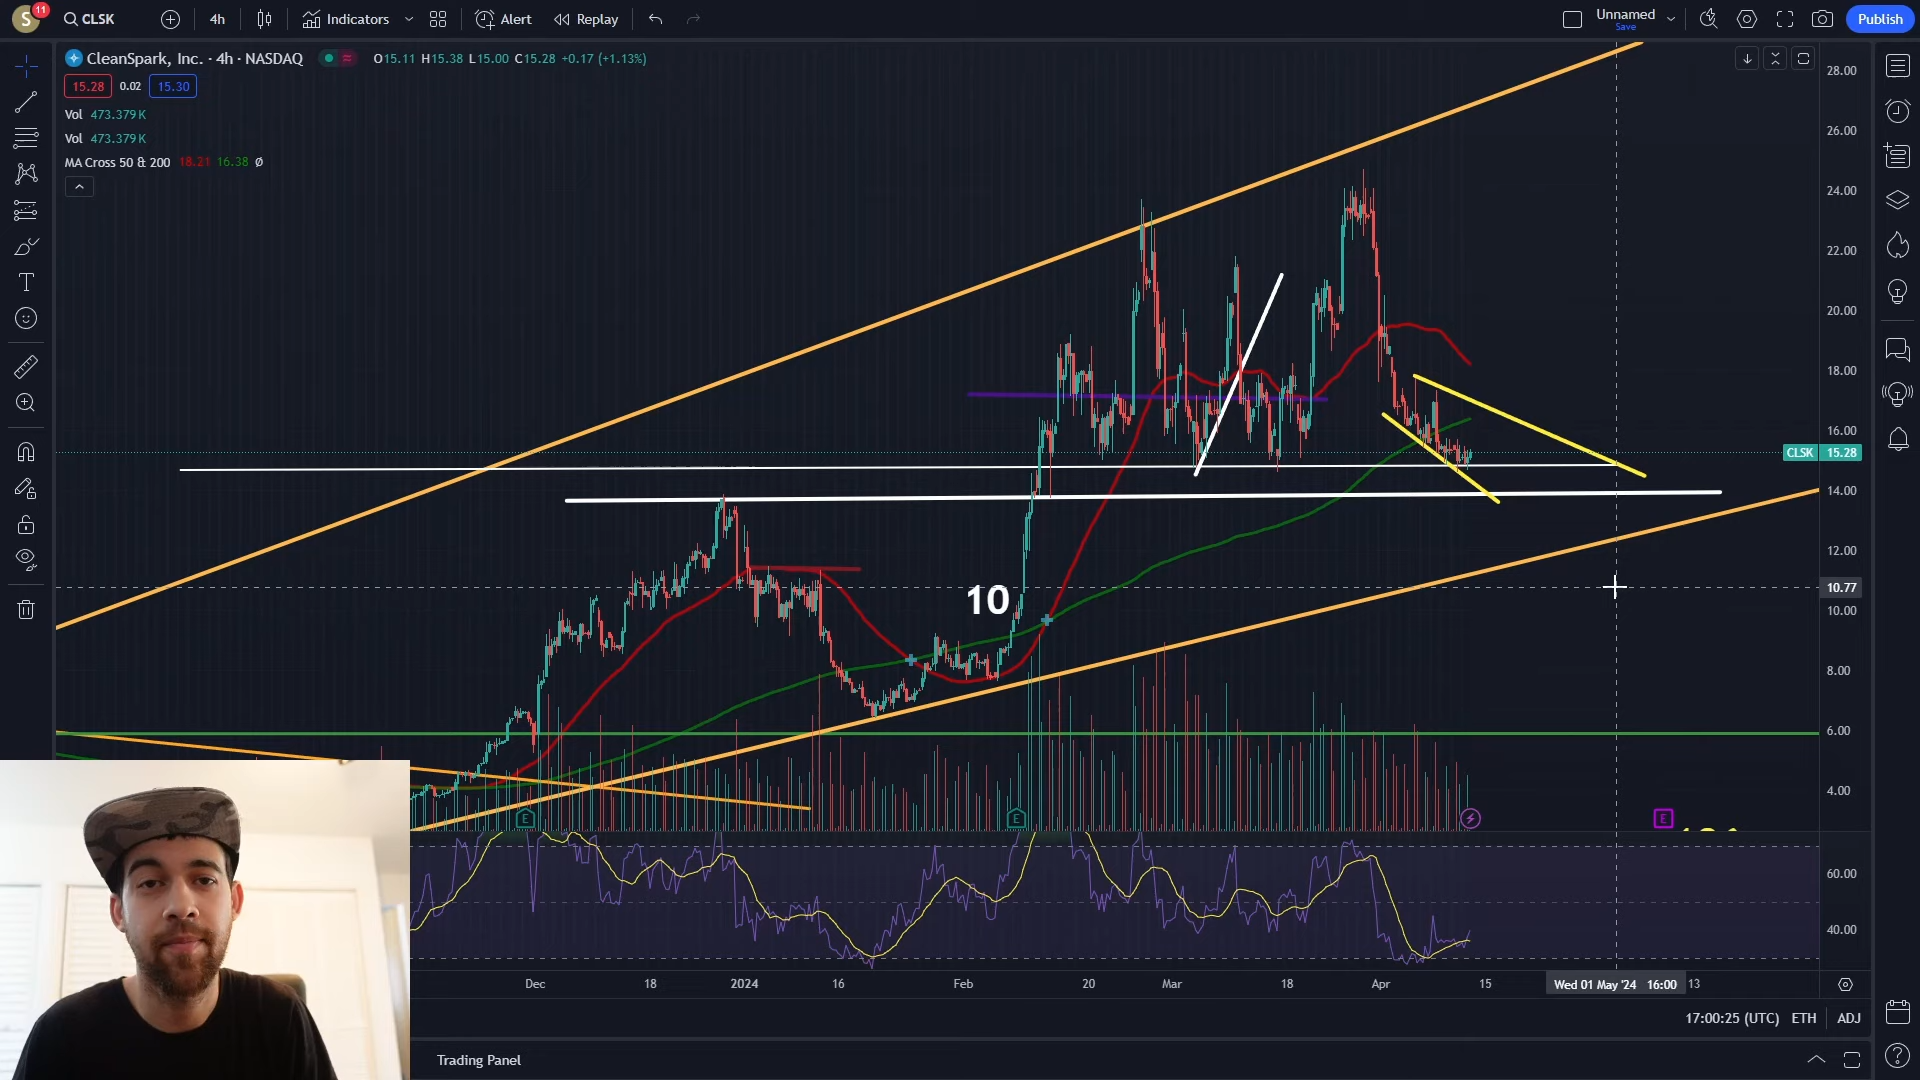 S 11 CLSK 4h Indicators Alert Replay Unnamed Save Publish
CleanSpark, Inc. · 4h · NASDAQ O15.11 H15.38 L15.00 C15.28 +0.17 (+1.13%)
15.28 0.02 15.30
Vol 473.379K
Vol 473.379K
MA Cross 50 & 200 18.21 16.38 Ø
28.00
26.00
24.00
22.00
20.00
18.00
16.00
CLSK 15.28
14.00
12.00
10.77
10.00
8.00
6.00
4.00
10
E E E
60.00
40.00
Dec 18 2024 16 Feb 20 Mar 18 Apr 15 Wed 01 May '24 16:00 13
17:00:25 (UTC) ETH ADJ
Trading Panel